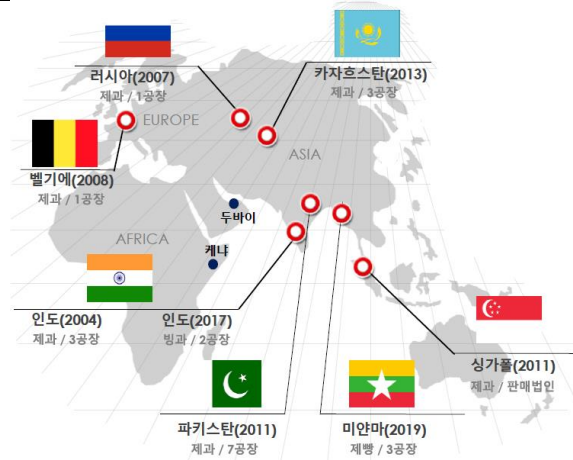 러시아(2007)
제과 / 1공장
카자흐스탄(2013)
제과 / 3공장
EUROPE
ASIA
벨기에(2008)
제과 / 1공장
두바이
AFRICA
케냐
인도(2004)
제과 / 3공장
인도(2017)
빙과 / 2공장
싱가폴(2011)
제과 / 판매법인
파키스탄(2011)
제과 / 7공장
미얀마(2019)
제빵 / 3공장